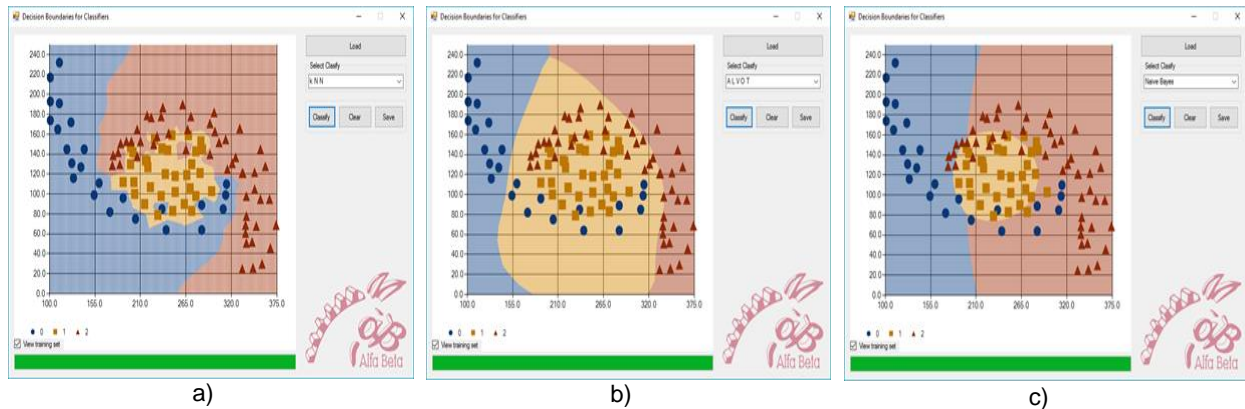 Decision Boundaries for Classifiers
Load
Select Clasify
k N N
Classify Clear Save
240.0
220.0
200.0
180.0
160.0
140.0
120.0
100.0
80.0
60.0
40.0
20.0
0.0
100.0 155.0 210.0 265.0 320.0 375.0
0 1 2
View training set
Alfa Beta
a)
Decision Boundaries for Classifiers
Load
Select Clasify
A L V O T
Classify Clear Save
240.0
220.0
200.0
180.0
160.0
140.0
120.0
100.0
80.0
60.0
40.0
20.0
0.0
100.0 155.0 210.0 265.0 320.0 375.0
0 1 2
View training set
Alfa Beta
b)
Decision Boundaries for Classifiers
Load
Select Clasify
Naive Bayes
Classify Clear Save
240.0
220.0
200.0
180.0
160.0
140.0
120.0
100.0
80.0
60.0
40.0
20.0
0.0
100.0 155.0 210.0 265.0 320.0 375.0
0 1 2
View training set
Alfa Beta
c)